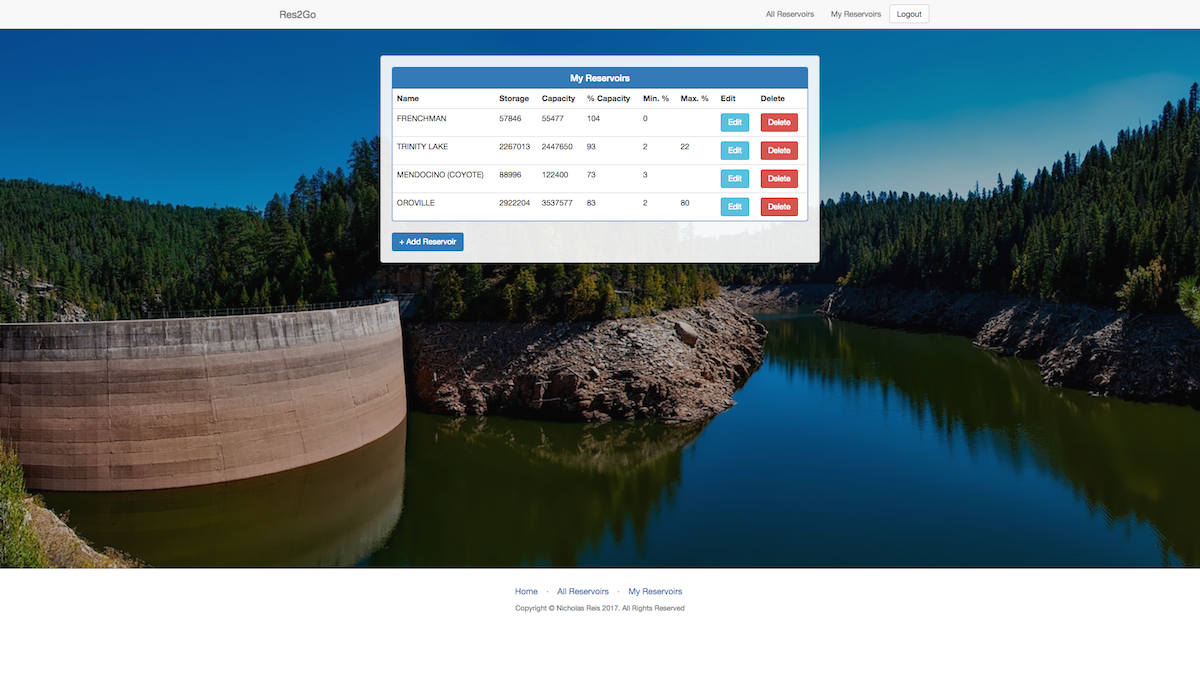 Res2Go All Reservoirs My Reservoirs Logout
My Reservoirs
Name Storage Capacity % Capacity Min. % Max. % Edit Delete
FRENCHMAN 57846 55477 104 0 Edit Delete
TRINITY LAKE 2267013 2447650 93 2 22 Edit Delete
MENDOCINO (COYOTE) 88996 122400 73 3 Edit Delete
OROVILLE 2922204 3537577 83 2 80 Edit Delete
+ Add Reservoir
Home · All Reservoirs · My Reservoirs
Copyright © Nicholas Reis 2017. All Rights Reserved